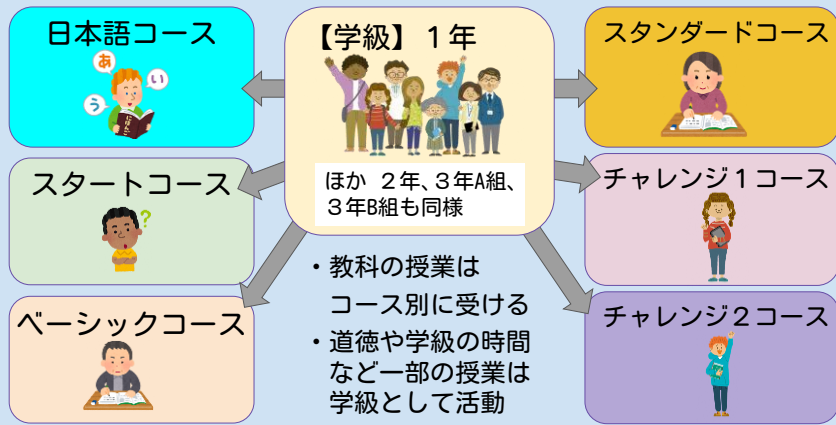 日本語コース
あ
い
う
にほんご
スタートコース
?
ベーシックコース
【学級】１年
ほか ２年、３年A組、
３年B組も同様
・教科の授業は
コース別に受ける
・道徳や学級の時間
など一部の授業は
学級として活動
スタンダードコース
チャレンジ１コース
チャレンジ２コース